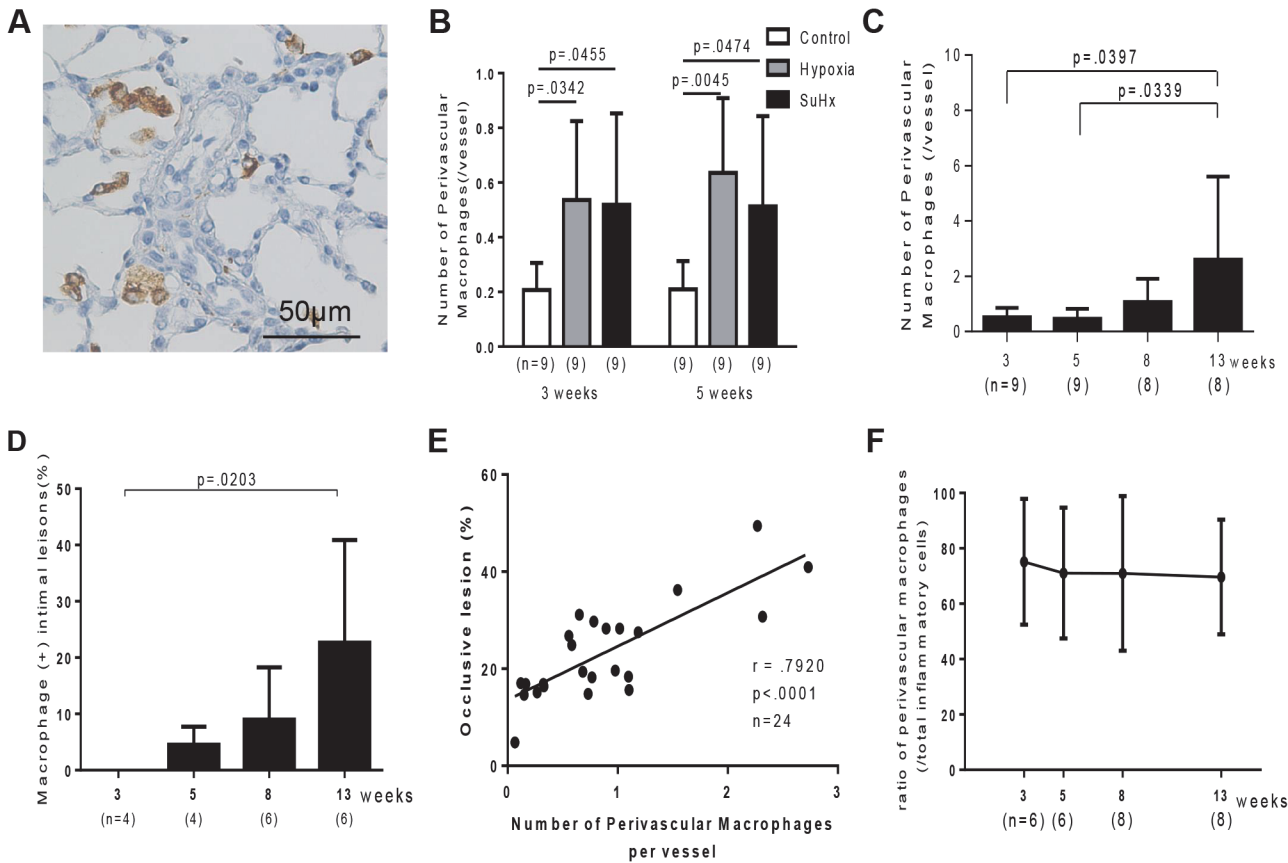 A
50µm
B
Control
Hypoxia
SuHx
p=.0455
p=.0342
p=.0474
p=.0045
Number of Perivascular
Macrophages(/vessel)
1.0
0.8
0.6
0.4
0.2
0.0
(n=9) (9) (9) (9) (9) (9)
3 weeks 5 weeks
C
p=.0397
p=.0339
Number of Perivascular
Macrophages (/vessel)
10
8
6
4
2
0
3 5 8 13 weeks
(n=9) (9) (8) (8)
D
p=.0203
Macrophage (+) intimal leisons(%)
50
40
30
20
10
0
3 5 8 13 weeks
(n=4) (4) (6) (6)
E
Occlusive lesion (%)
60
40
20
0
r = .7920
p<.0001
n=24
0 1 2 3
Number of Perivascular Macrophages
per vessel
F
ratio of perivascular macrophages
(/total inflammatory cells)
100
80
60
40
20
0
3 5 8 13 weeks
(n=6) (6) (8) (8)